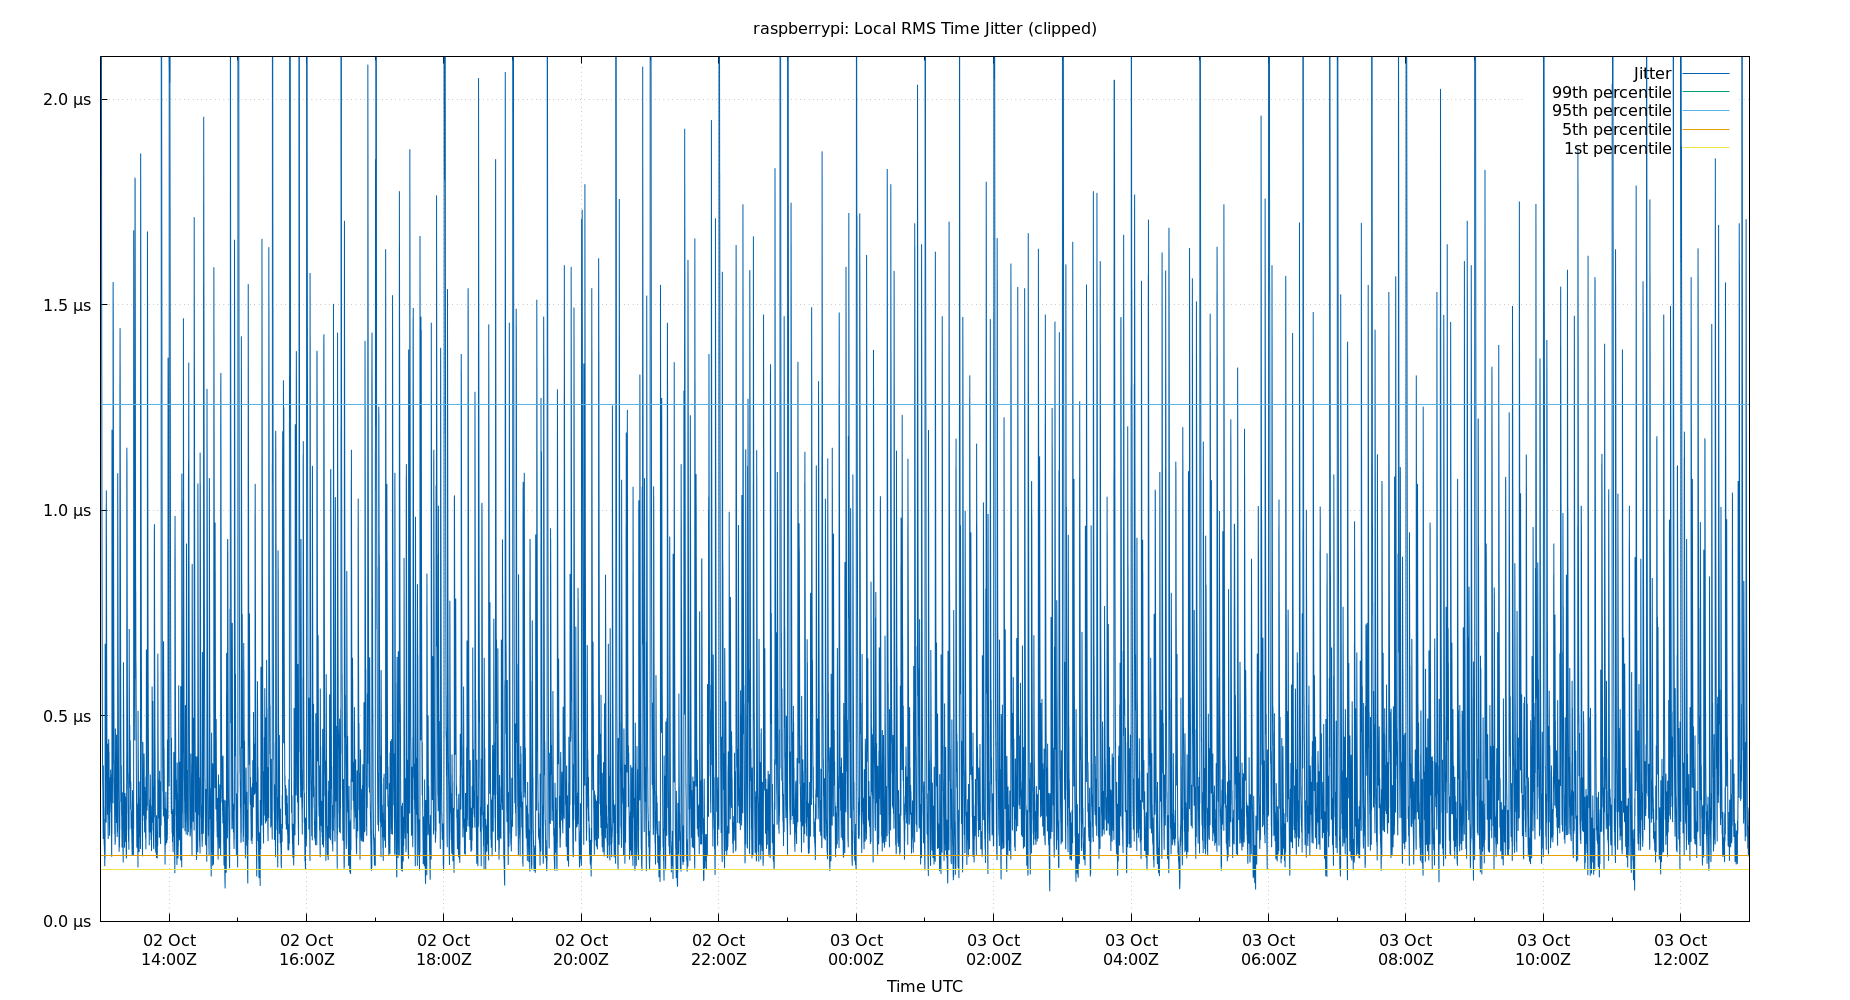 raspberrypi: Local RMS Time Jitter (clipped)
Jitter
99th percentile
95th percentile
5th percentile
1st percentile
2.0 µs
1.5 µs
1.0 µs
0.5 µs
0.0 µs
02 Oct 02 Oct 02 Oct 02 Oct 02 Oct 03 Oct 03 Oct 03 Oct 03 Oct 03 Oct 03 Oct 03 Oct
14:00Z 16:00Z 18:00Z 20:00Z 22:00Z 00:00Z 02:00Z 04:00Z 06:00Z 08:00Z 10:00Z 12:00Z
Time UTC